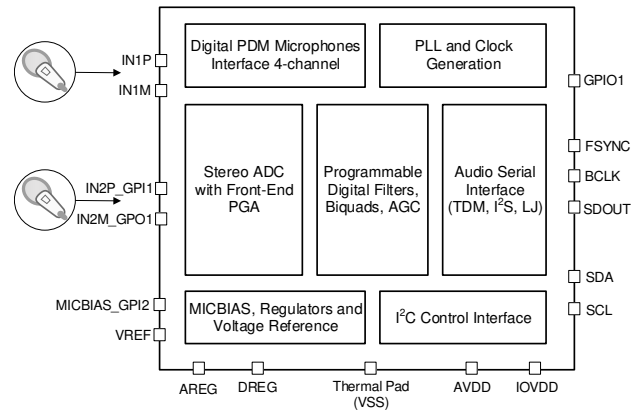 Digital PDM Microphones
Interface 4-channel
PLL and Clock
Generation
IN1P
IN1M
GPIO1
Stereo ADC
with Front-End
PGA
Programmable
Digital Filters,
Biquads, AGC
Audio Serial
Interface
(TDM, I²S, LJ)
FSYNC
BCLK
SDOUT
IN2P_GPI1
IN2M_GPO1
SDA
SCL
MICBIAS_GPI2
VREF
MICBIAS, Regulators and
Voltage Reference
I²C Control Interface
AREG
DREG
Thermal Pad
(VSS)
AVDD
IOVDD